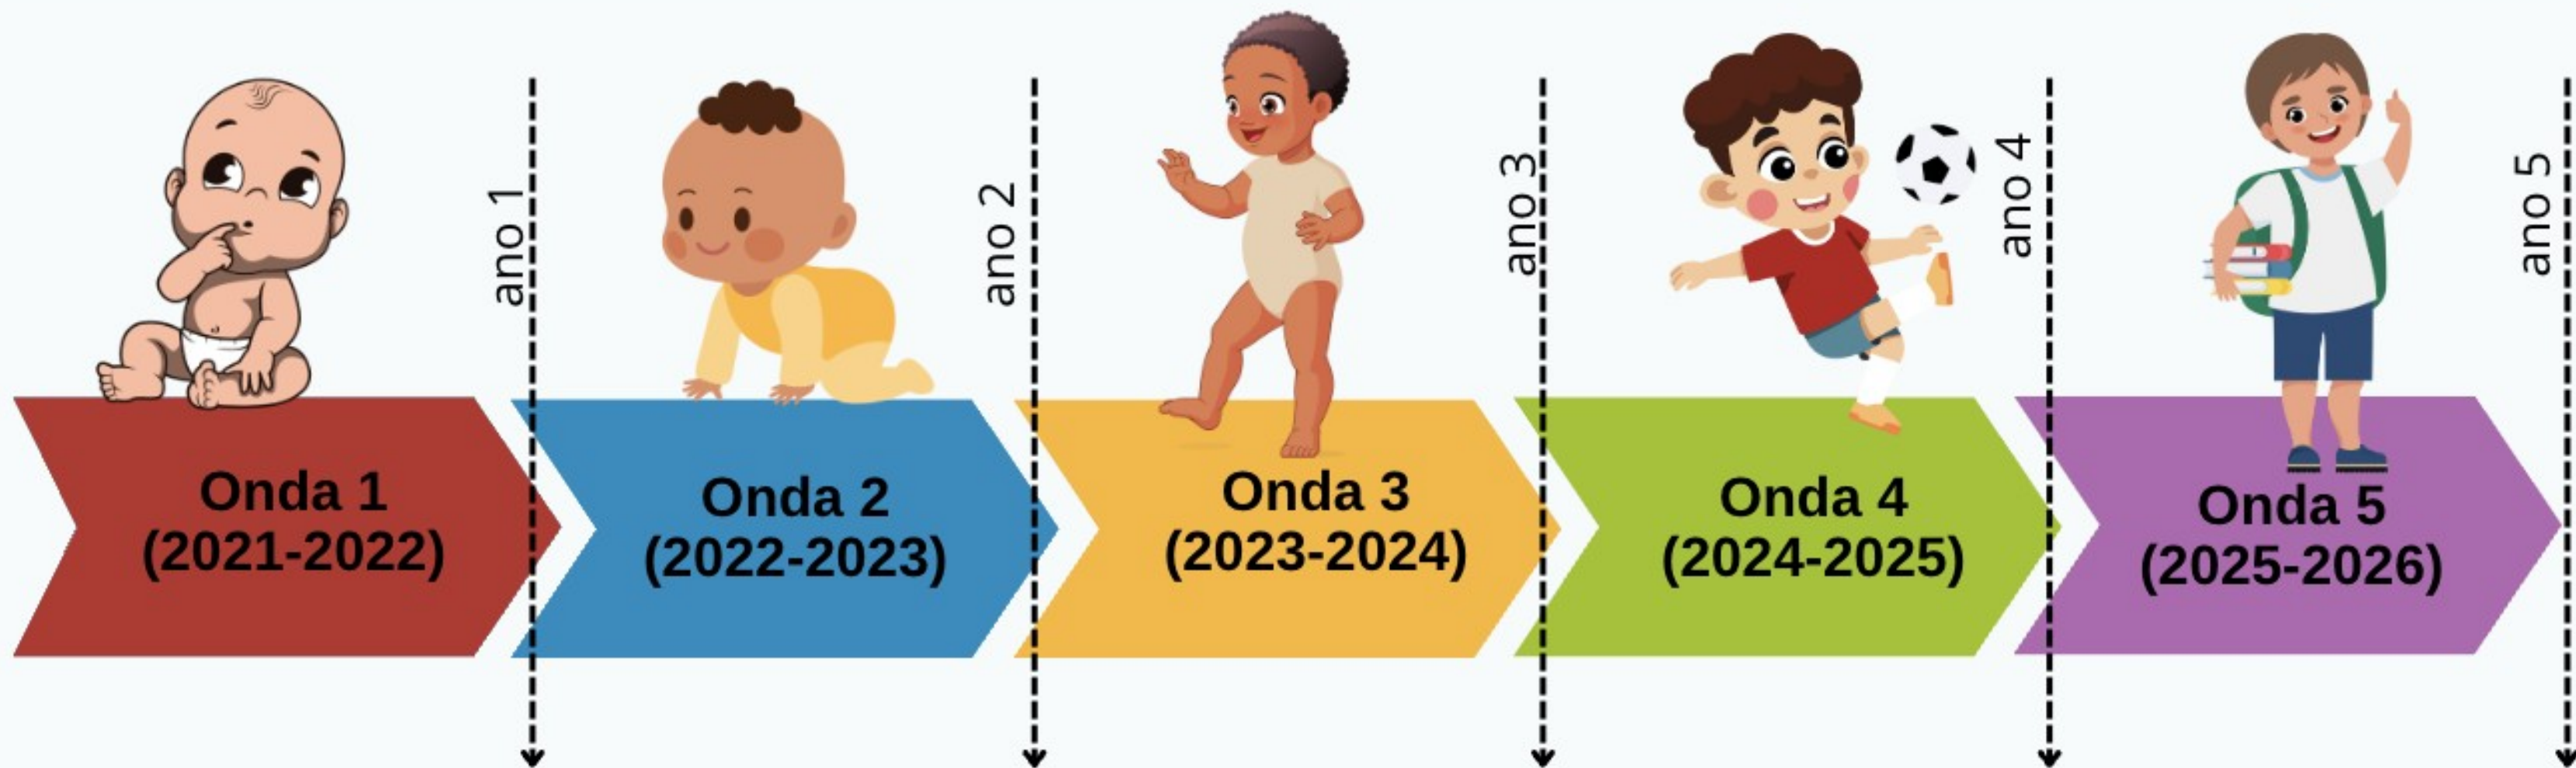 ano 1
ano 2
ano 3
ano 4
ano 5
Onda 1
(2021-2022)
Onda 2
(2022-2023)
Onda 3
(2023-2024)
Onda 4
(2024-2025)
Onda 5
(2025-2026)